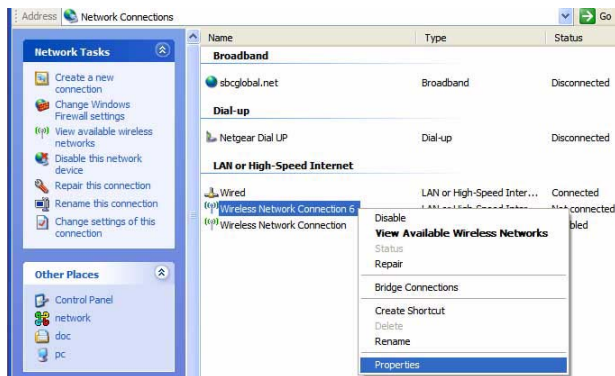 Address Network Connections Go
Network Tasks
Create a new
connection
Change Windows
Firewall settings
View available wireless
networks
Disable this network
device
Repair this connection
Rename this connection
Change settings of this
connection
Other Places
Control Panel
network
doc
pc
Name Type Status
Broadband
sbcglobal.net Broadband Disconnected
Dial-up
Netgear Dial UP Dial-up Disconnected
LAN or High-Speed Internet
Wired LAN or High-Speed Inter... Connected
Wireless Network Connection 6 connected
Wireless Network Connection bled
Disable
View Available Wireless Networks
Status
Repair
Bridge Connections
Create Shortcut
Delete
Rename
Properties